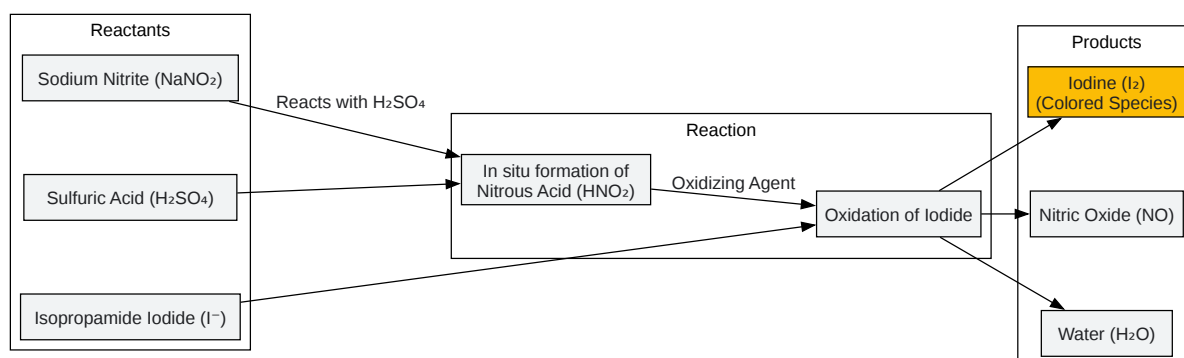 Reactants
Sodium Nitrite (NaNO₂)
Reacts with H₂SO₄
Sulfuric Acid (H₂SO₄)
Isopropamide Iodide (I⁻)
Reaction
In situ formation of
Nitrous Acid (HNO₂)
Oxidizing Agent
Oxidation of Iodide
Products
Iodine (I₂)
(Colored Species)
Nitric Oxide (NO)
Water (H₂O)